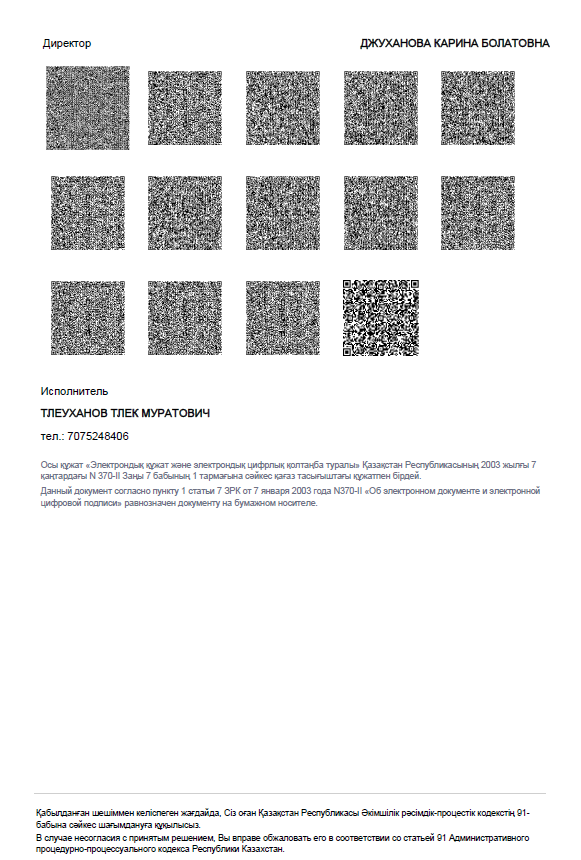 Директор ДЖУХАНОВА КАРИНА БОЛАТОВНА
Исполнитель
ТЛЕУХАНОВ ТЛЕК МУРАТОВИЧ
тел.: 7075248406
Осы құжат «Электрондық құжат және электрондық цифрлық қолтаңба туралы» Қазақстан Республикасының 2003 жылғы 7
қаңтардағы N 370-II Заңы 7 бабының 1 тармағына сәйкес қағаз тасығыштағы құжатпен бірдей.
Данный документ согласно пункту 1 статьи 7 ЗРК от 7 января 2003 года N370-II «Об электронном документе и электронной
цифровой подписи» равнозначен документу на бумажном носителе.
Қабылданған шешіммен келіспеген жағдайда, Сіз оған Қазақстан Республикасы Әкімшілік рәсімдік-процестік кодекстің 91-
бабына сәйкес шағымдануға құқылысыз.
В случае несогласия с принятым решением, Вы вправе обжаловать его в соответствии со статьей 91 Административного
процедурно-процессуального кодекса Республики Казахстан.